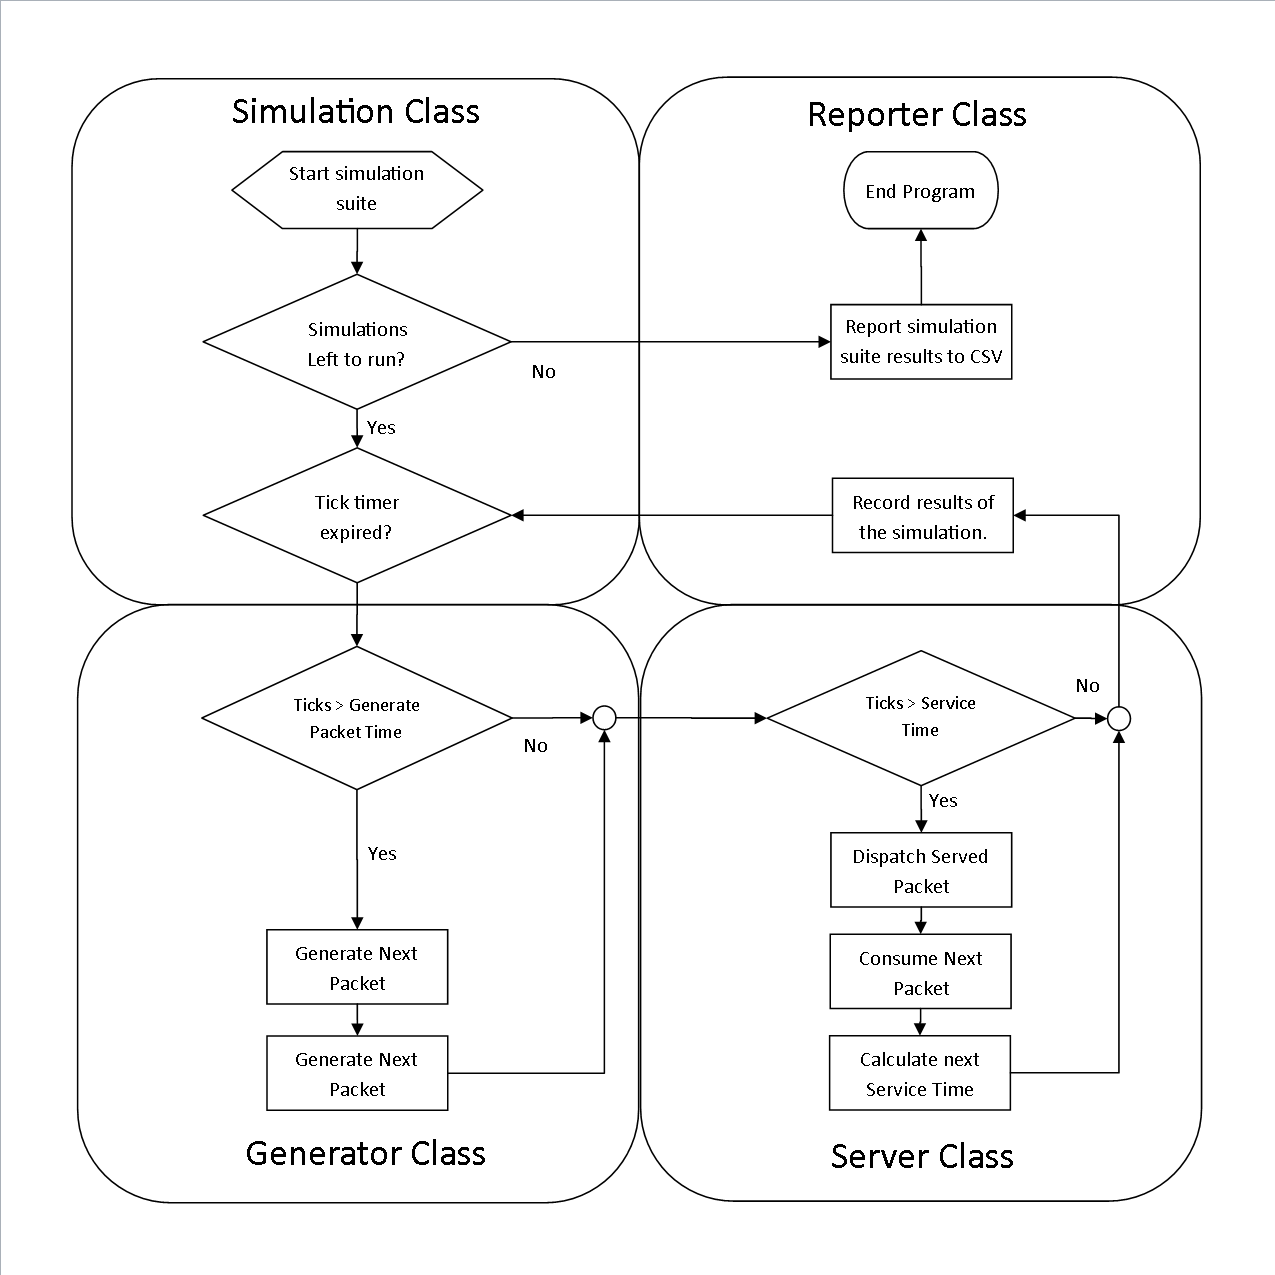 Simulation Class
Start simulation
suite
Simulations
Left to run?
No
Yes
Tick timer
expired?
Reporter Class
End Program
Report simulation
suite results to CSV
Record results of
the simulation.
Ticks > Generate
Packet Time
No
Yes
Generate Next
Packet
Generate Next
Packet
Generator Class
Ticks > Service
Time
No
Yes
Dispatch Served
Packet
Consume Next
Packet
Calculate next
Service Time
Server Class